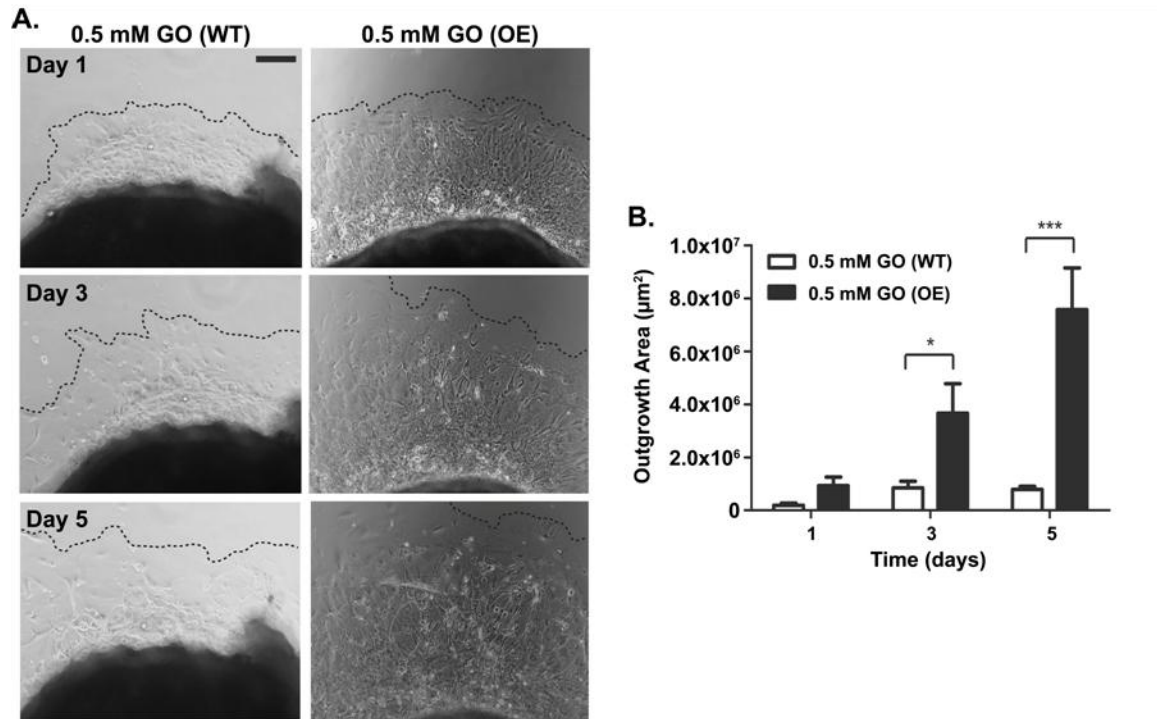 A.
0.5 mM GO (WT) 0.5 mM GO (OE)
Day 1
Day 3
Day 5
B.
***
*
1.0x10⁷
8.0x10⁶
6.0x10⁶
4.0x10⁶
2.0x10⁶
0
Outgrowth Area (µm²)
0.5 mM GO (WT)
0.5 mM GO (OE)
1 3 5
Time (days)